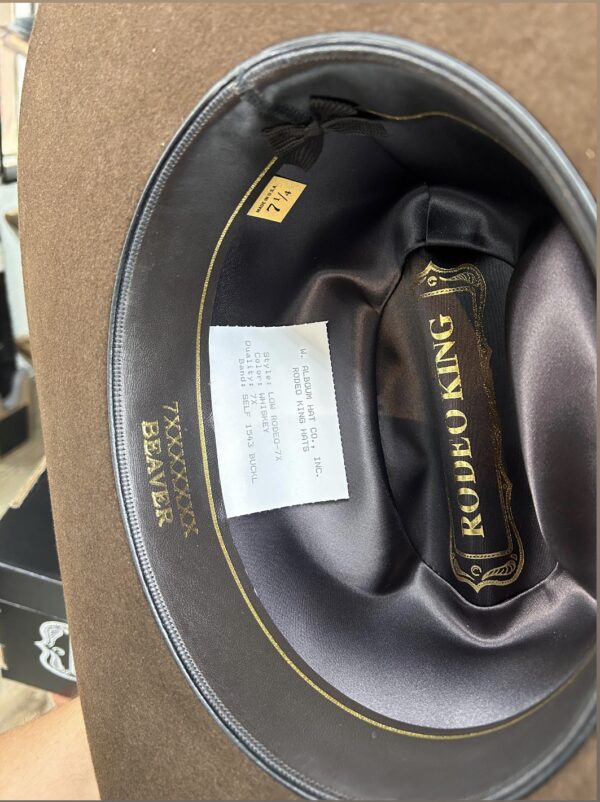 MADE IN U.S.A.
7 1/4
W. ALBOUM HAT CO., INC.
RODEO KING HATS
Style: LOW RODEO-7X
Color: WHISKEY
Quality: 7X
Band: SELF 1543 BUCKL
RODEO KING
7XXXXXXX
BEAVER